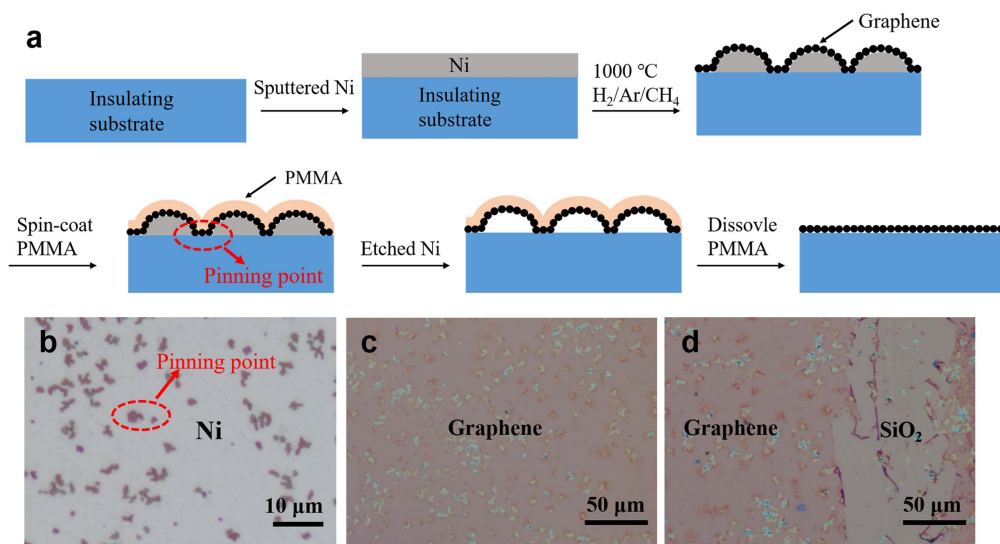 a
Insulating
substrate
Sputtered Ni
Ni
Insulating
substrate
1000 ℃
H₂/Ar/CH₄
Graphene
Spin-coat
PMMA
PMMA
Pinning point
Etched Ni
Dissovle
PMMA
b
Pinning point
Ni
10 µm
c
Graphene
50 µm
d
Graphene
SiO₂
50 µm